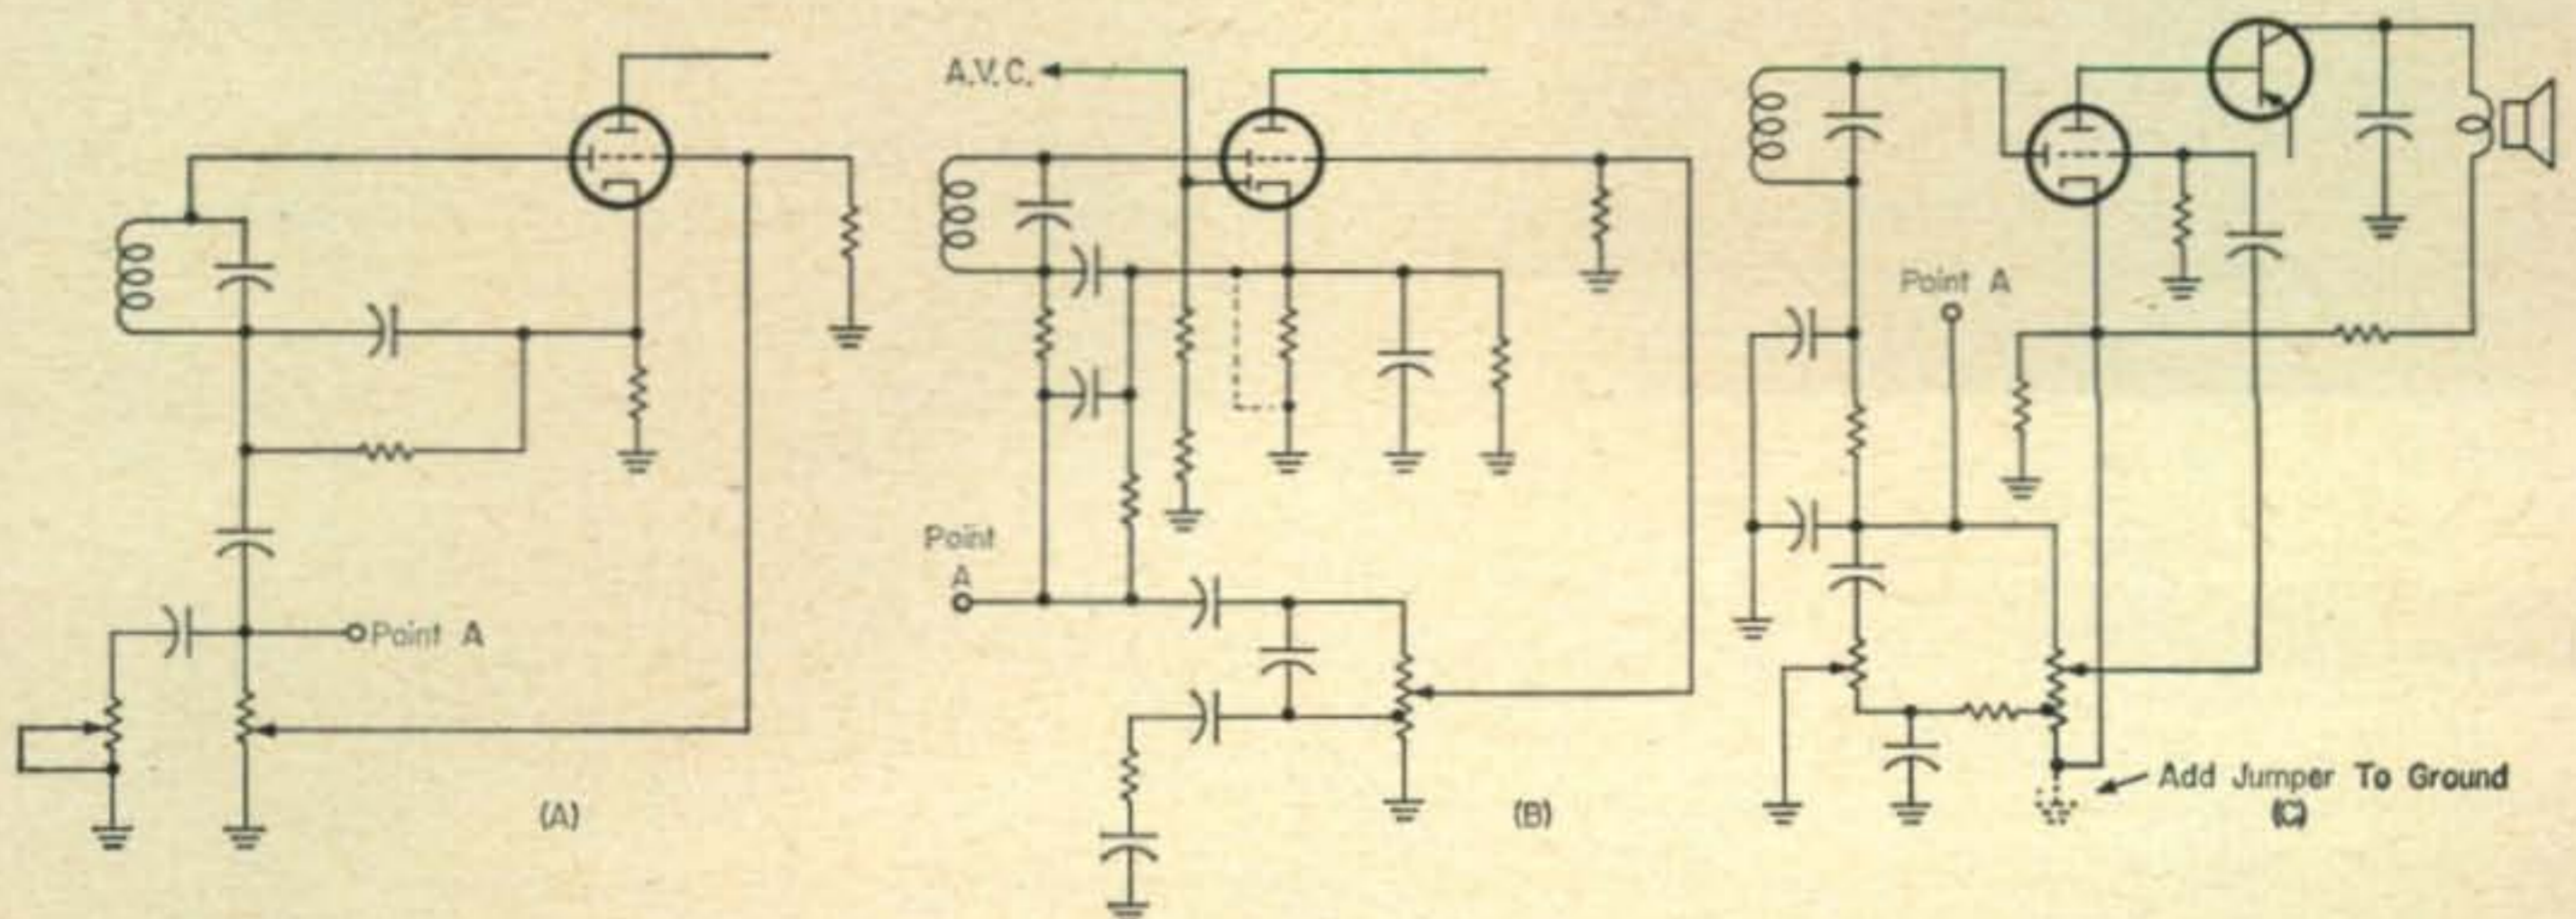 A.V.C.
Point A
Point
A
Point A
Add Jumper To Ground
(A)
(B)
(C)